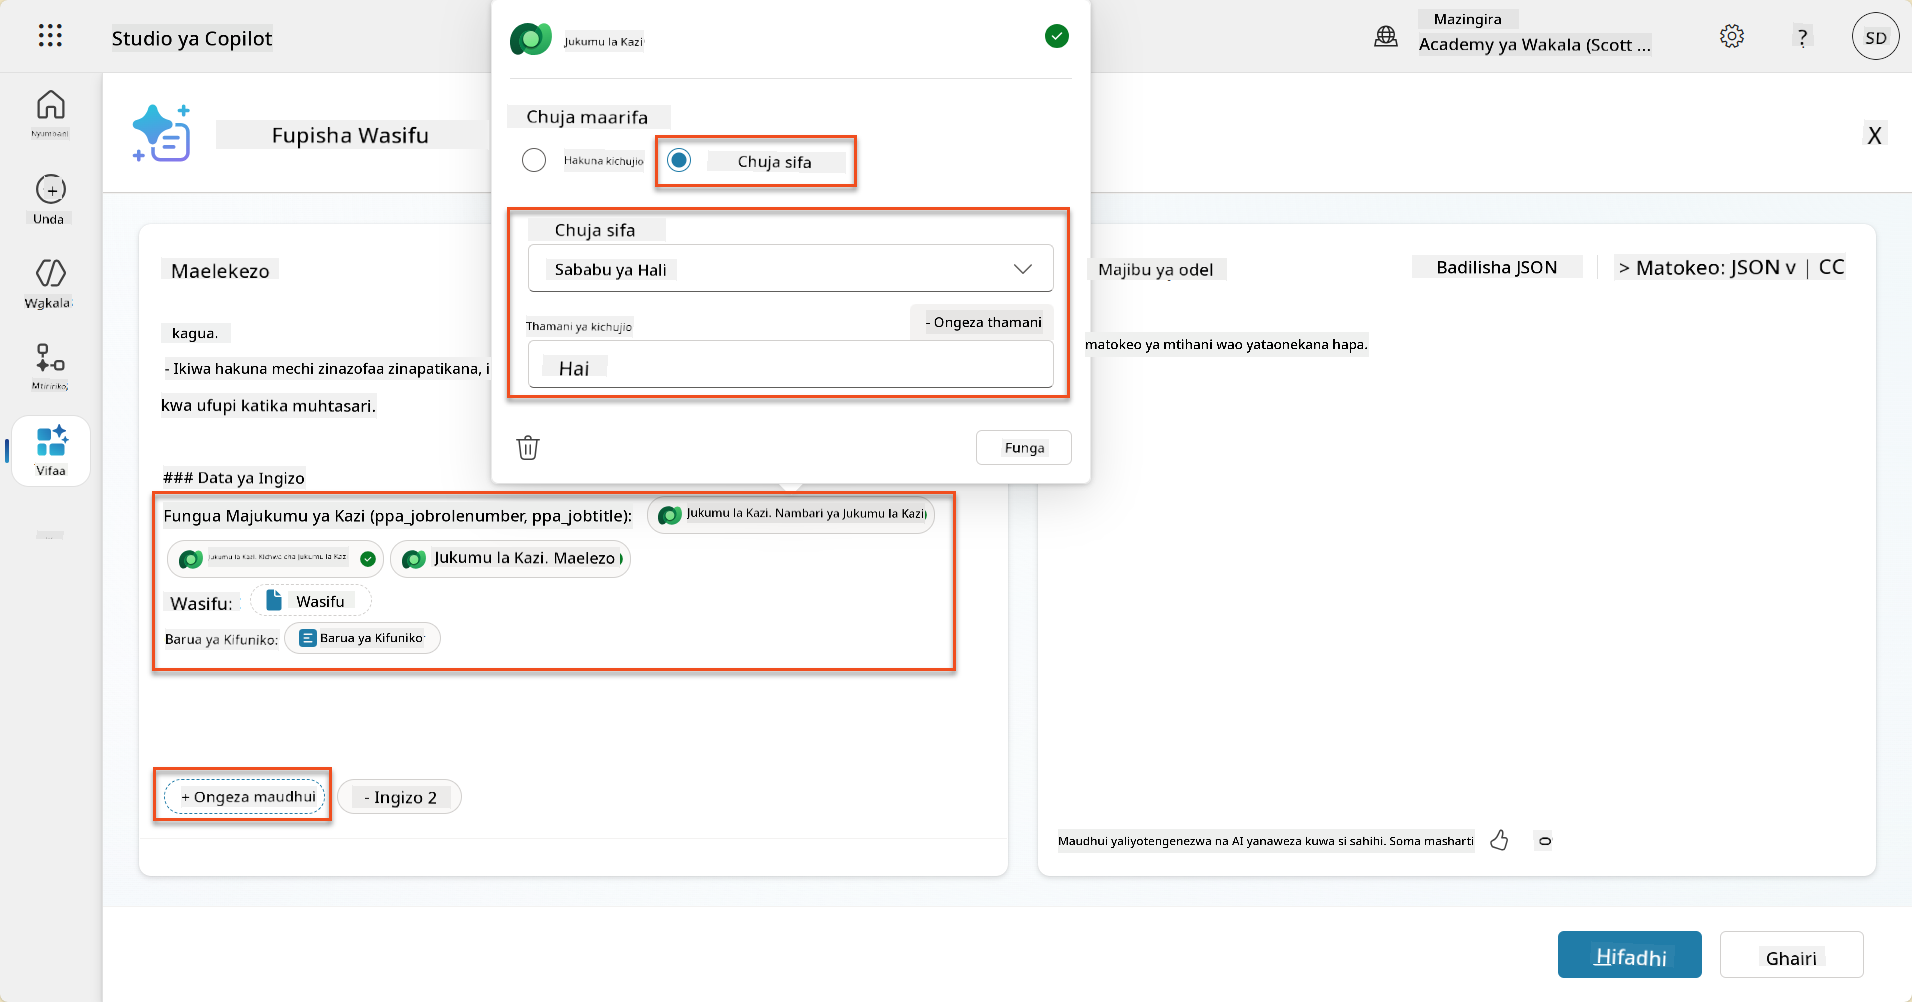 Studio ya Copilot
Jukumu la Kazi
Mazingira
Academy ya Wakala (Scott ...
?
SD
Nyumbani
Unda
Wakala
Mtiririko
Vifaa
Fupisha Wasifu
X
Chuja maarifa
Hakuna kichujio
Chuja sifa
Chuja sifa
Sababu ya Hali
Thamani ya kichujio
- Ongeza thamani
Hai
Funga
Maelekezo
kagua.
- Ikiwa hakuna mechi zinazofaa zinapatikana, i
kwa ufupi katika muhtasari.
### Data ya Ingizo
Fungua Majukumu ya Kazi (ppa_jobrolenumber, ppa_jobtitle): Jukumu la Kazi. Nambari ya Jukumu la Kazi
Jukumu la Kazi. Kichwa cha Jukumu la Kazi Jukumu la Kazi. Maelezo
Wasifu: Wasifu
Barua ya Kifuniko: Barua ya Kifuniko
+ Ongeza maudhui
- Ingizo 2
Majibu ya odel
Badilisha JSON
> Matokeo: JSON v | CC
matokeo ya mtihani wao yataonekana hapa.
Maudhui yaliyotengenezwa na AI yanaweza kuwa si sahihi. Soma masharti
Hifadhi
Ghairi